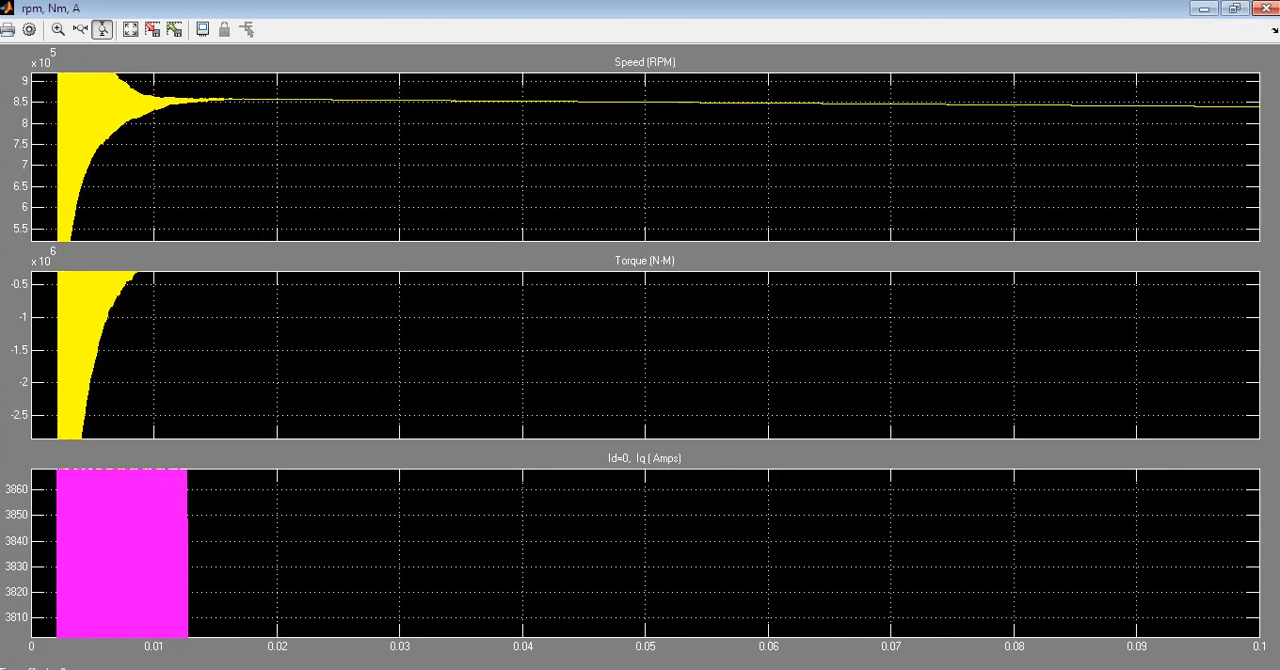 rpm, Nm, A
x 10^5
Speed (RPM)
9
8.5
8
7.5
7
6.5
6
5.5
x 10^6
Torque (N-M)
-0.5
-1
-1.5
-2
-2.5
Id=0, Iq ( Amps)
3860
3850
3840
3830
3820
3810
0 0.01 0.02 0.03 0.04 0.05 0.06 0.07 0.08 0.09 0.1